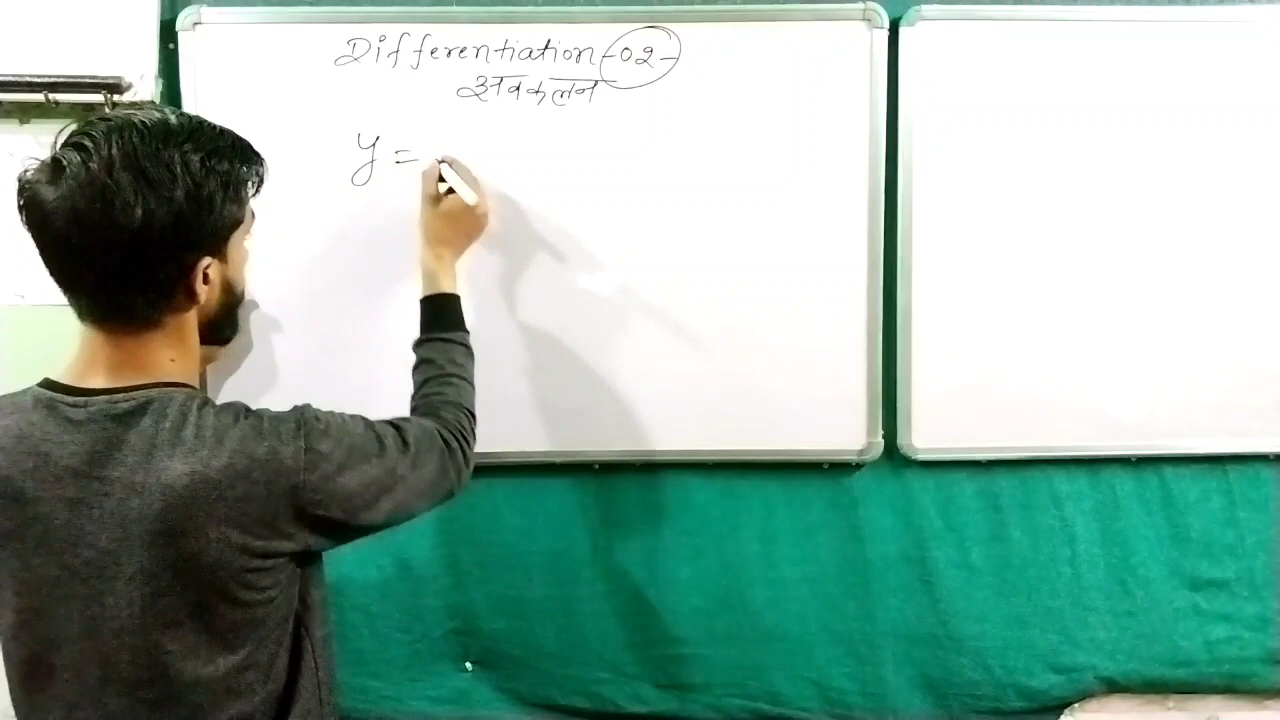 Differentiation -02-
अवकलन
y =